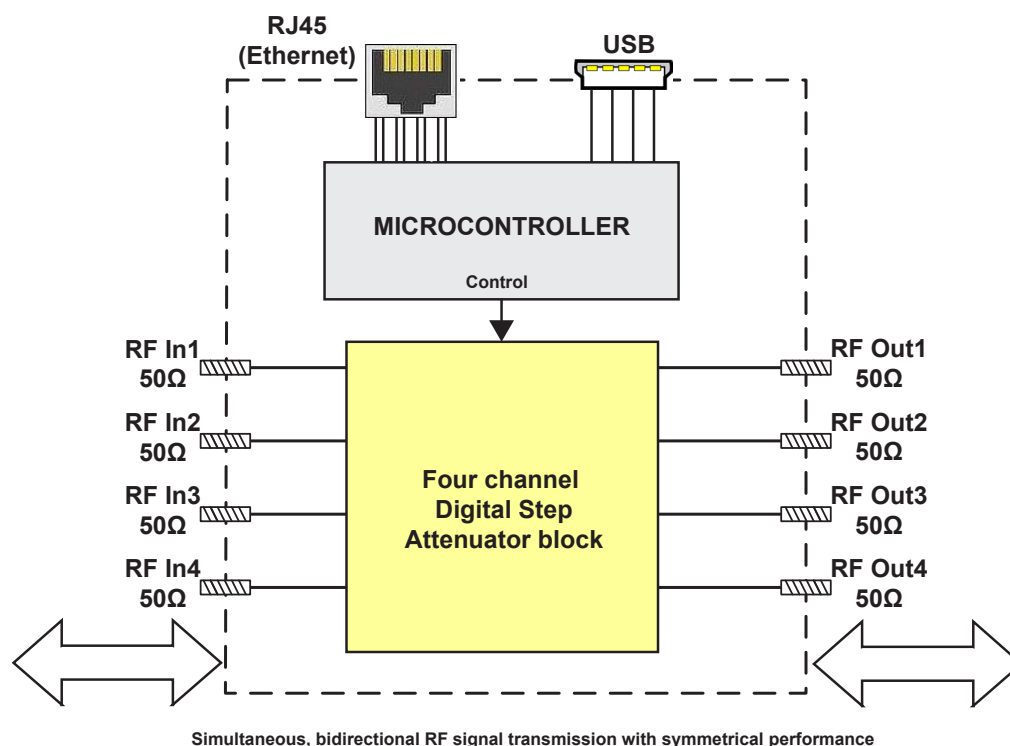 RJ45
(Ethernet)
USB
MICROCONTROLLER
Control
RF In1
50Ω
RF In2
50Ω
RF In3
50Ω
RF In4
50Ω
Four channel
Digital Step
Attenuator block
RF Out1
50Ω
RF Out2
50Ω
RF Out3
50Ω
RF Out4
50Ω
Simultaneous, bidirectional RF signal transmission with symmetrical performance